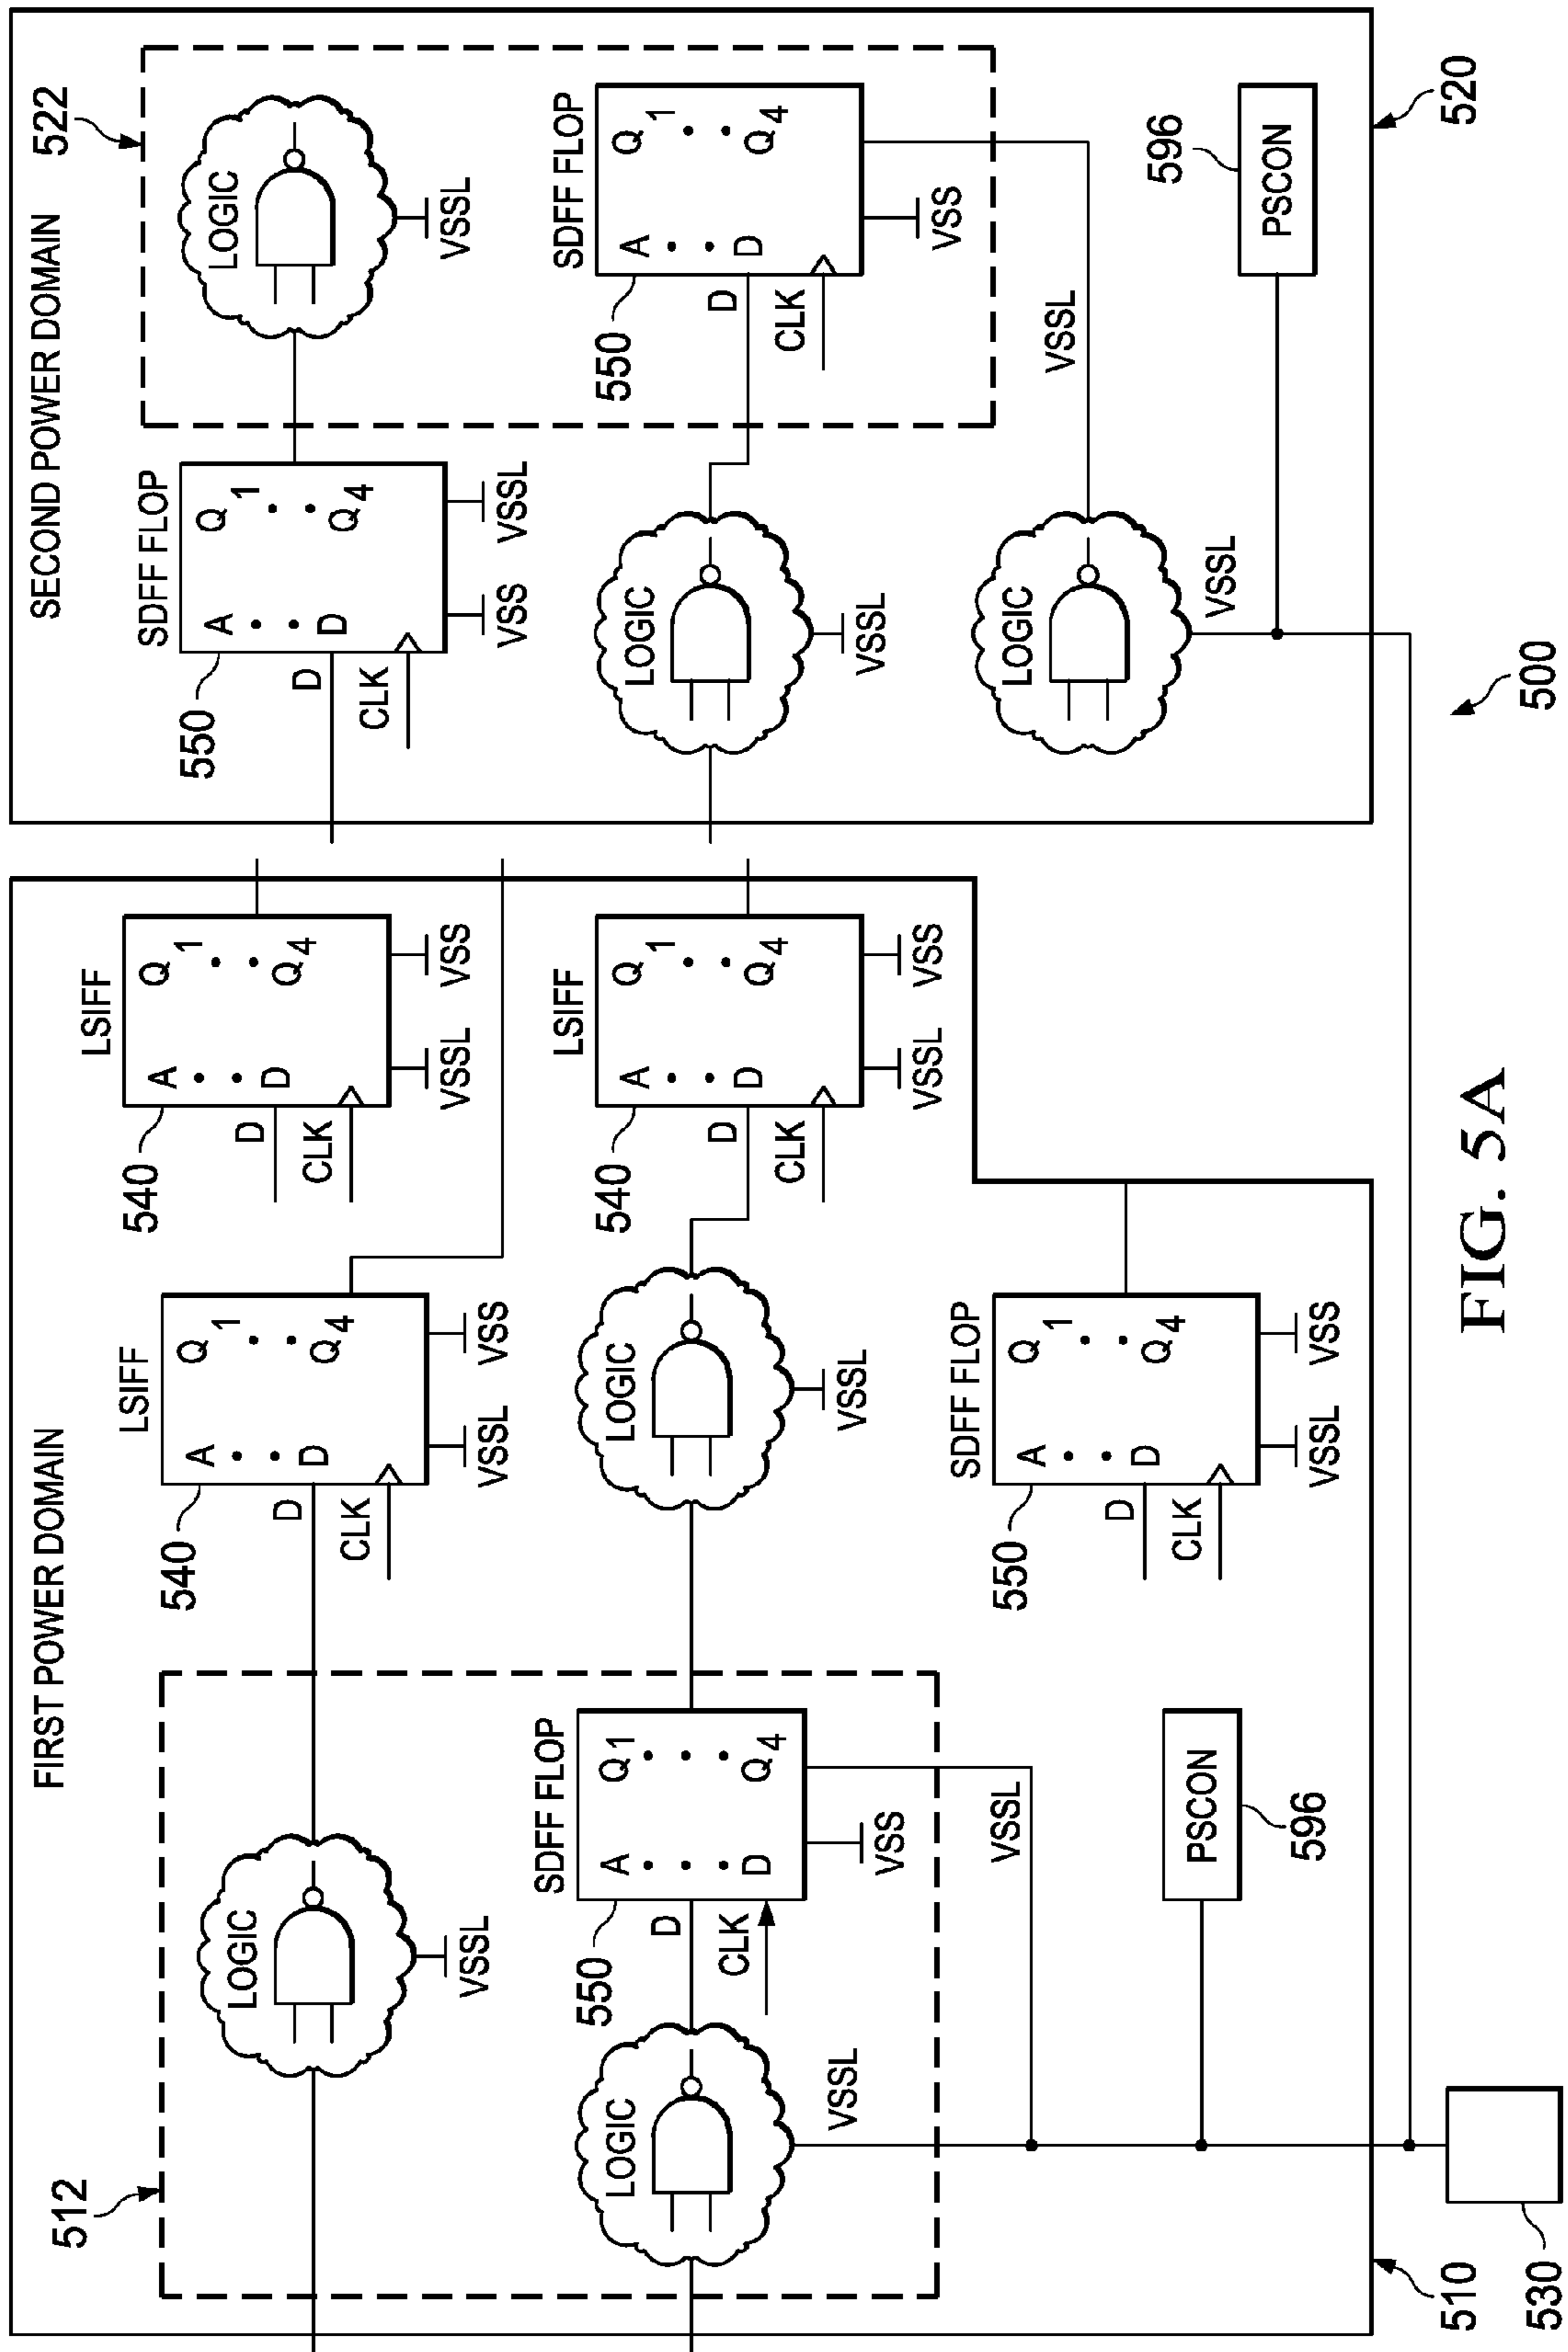 FIRST POWER DOMAIN
512
LOGIC
VSSL
LOGIC
VSSL
SDFF FLOP
A
D
Q1
Q4
D
CLK
550
VSS
VSSL
PSCON
596
LSIFF
A
D
Q1
Q4
D
CLK
540
VSSL
VSS
LOGIC
VSSL
SDFF FLOP
A
D
Q1
Q4
D
CLK
550
VSSL
VSS
LSIFF
A
D
Q1
Q4
D
CLK
540
VSSL
VSS
LSIFF
A
D
Q1
Q4
D
CLK
540
VSSL
VSS
510
530
SECOND POWER DOMAIN
522
SDFF FLOP
A
D
Q1
Q4
D
CLK
550
VSS
VSSL
LOGIC
VSSL
LOGIC
VSSL
SDFF FLOP
A
D
Q1
Q4
D
CLK
550
VSS
VSSL
LOGIC
VSSL
PSCON
596
520
500
FIG. 5A